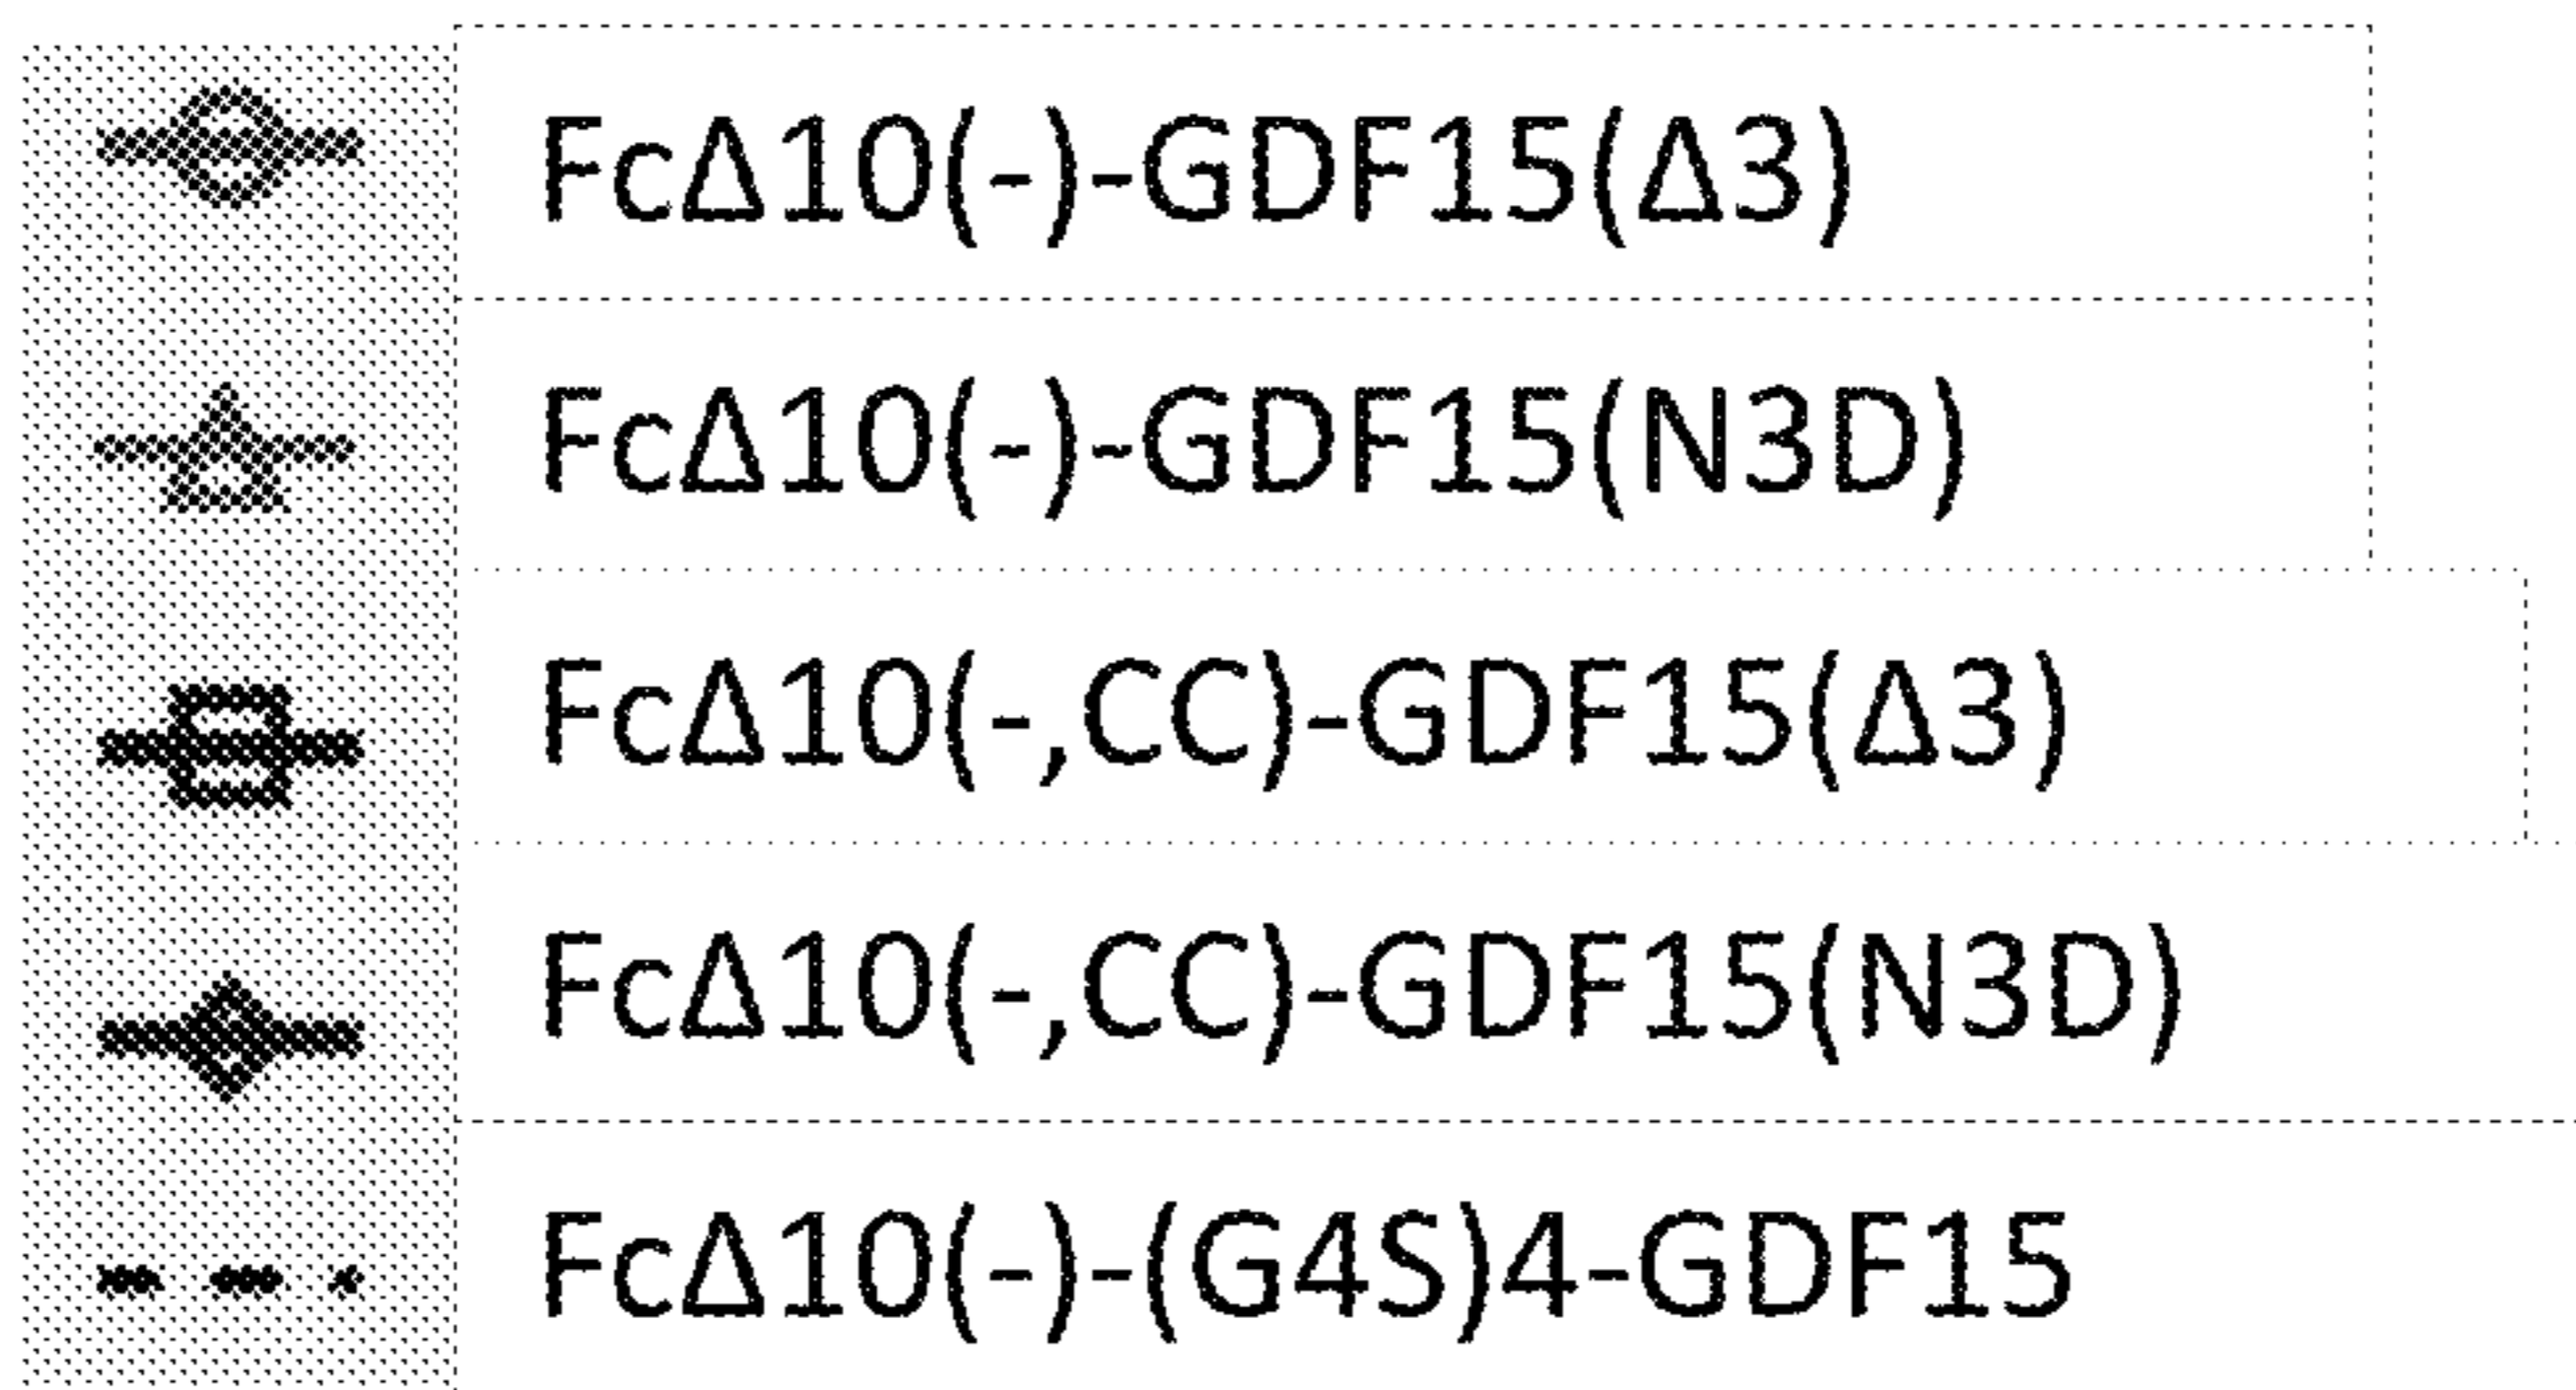 FcΔ10(-)-GDF15(Δ3)
FcΔ10(-)-GDF15(N3D)
FcΔ10(-,CC)-GDF15(Δ3)
FcΔ10(-,CC)-GDF15(N3D)
FcΔ10(-)-(G4S)4-GDF15